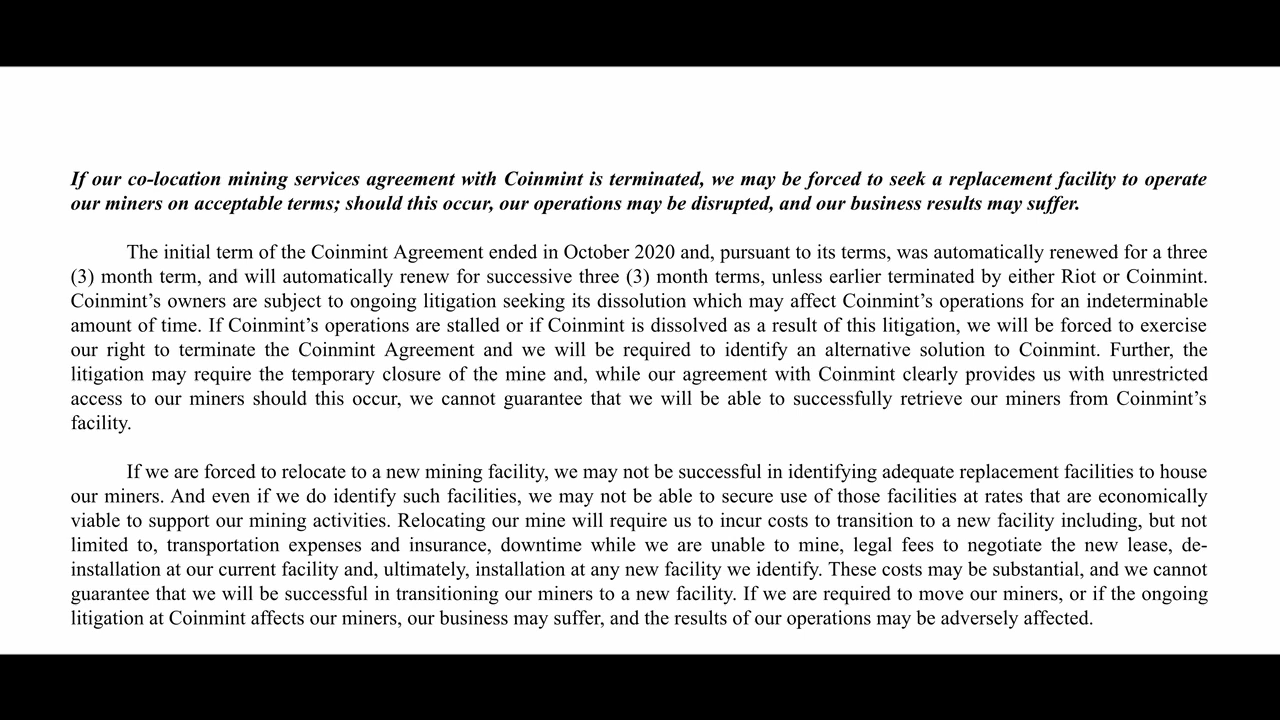 If our co-location mining services agreement with Coinmint is terminated, we may be forced to seek a replacement facility to operate
our miners on acceptable terms; should this occur, our operations may be disrupted, and our business results may suffer.
The initial term of the Coinmint Agreement ended in October 2020 and, pursuant to its terms, was automatically renewed for a three
(3) month term, and will automatically renew for successive three (3) month terms, unless earlier terminated by either Riot or Coinmint.
Coinmint’s owners are subject to ongoing litigation seeking its dissolution which may affect Coinmint’s operations for an indeterminable
amount of time. If Coinmint’s operations are stalled or if Coinmint is dissolved as a result of this litigation, we will be forced to exercise
our right to terminate the Coinmint Agreement and we will be required to identify an alternative solution to Coinmint. Further, the
litigation may require the temporary closure of the mine and, while our agreement with Coinmint clearly provides us with unrestricted
access to our miners should this occur, we cannot guarantee that we will be able to successfully retrieve our miners from Coinmint’s
facility.
If we are forced to relocate to a new mining facility, we may not be successful in identifying adequate replacement facilities to house
our miners. And even if we do identify such facilities, we may not be able to secure use of those facilities at rates that are economically
viable to support our mining activities. Relocating our mine will require us to incur costs to transition to a new facility including, but not
limited to, transportation expenses and insurance, downtime while we are unable to mine, legal fees to negotiate the new lease, de-
installation at our current facility and, ultimately, installation at any new facility we identify. These costs may be substantial, and we cannot
guarantee that we will be successful in transitioning our miners to a new facility. If we are required to move our miners, or if the ongoing
litigation at Coinmint affects our miners, our business may suffer, and the results of our operations may be adversely affected.